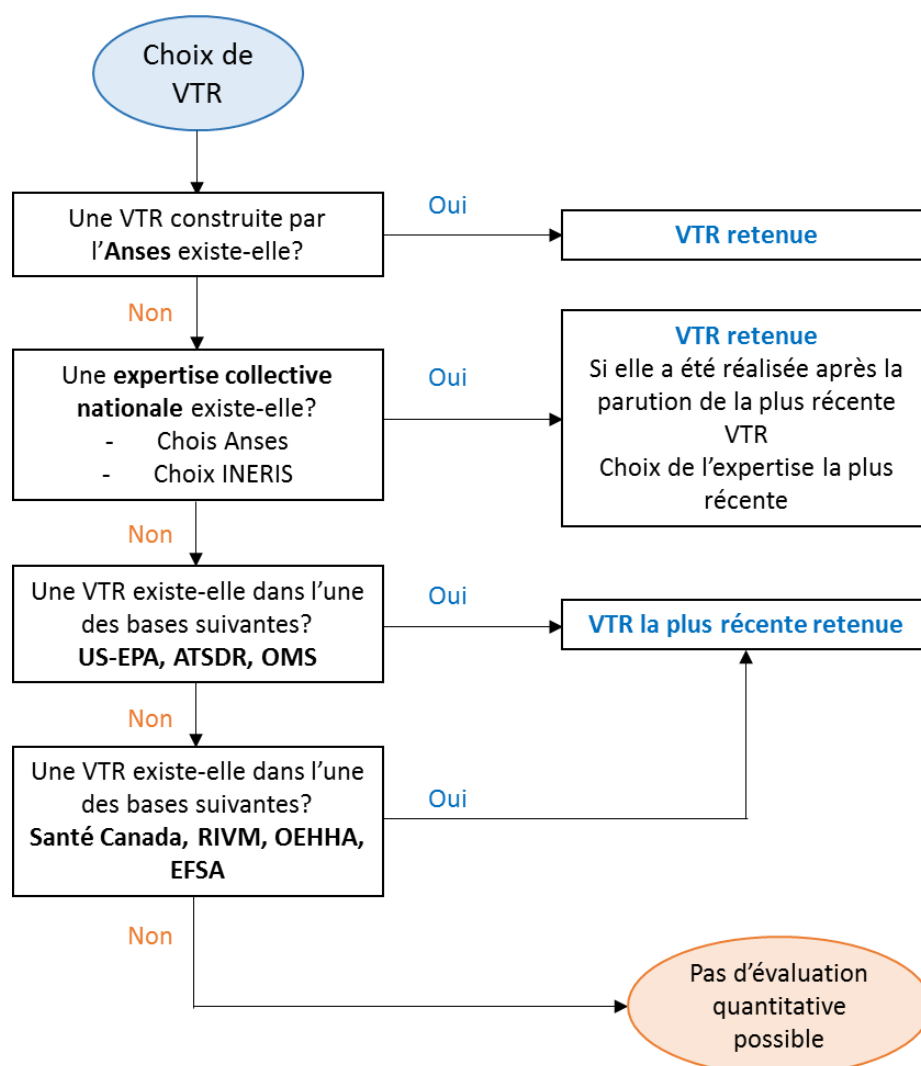 Choix de
VTR
Une VTR construite par
l’Anses existe-elle?
Oui
VTR retenue
Non
Une expertise collective
nationale existe-elle?
- Chois Anses
- Choix INERIS
Oui
VTR retenue
Si elle a été réalisée après la
parution de la plus récente
VTR
Choix de l’expertise la plus
récente
Non
Une VTR existe-elle dans l’une
des bases suivantes?
US-EPA, ATSDR, OMS
Oui
VTR la plus récente retenue
Non
Une VTR existe-elle dans l’une
des bases suivantes?
Santé Canada, RIVM, OEHHA,
EFSA
Oui
Non
Pas d’évaluation
quantitative
possible